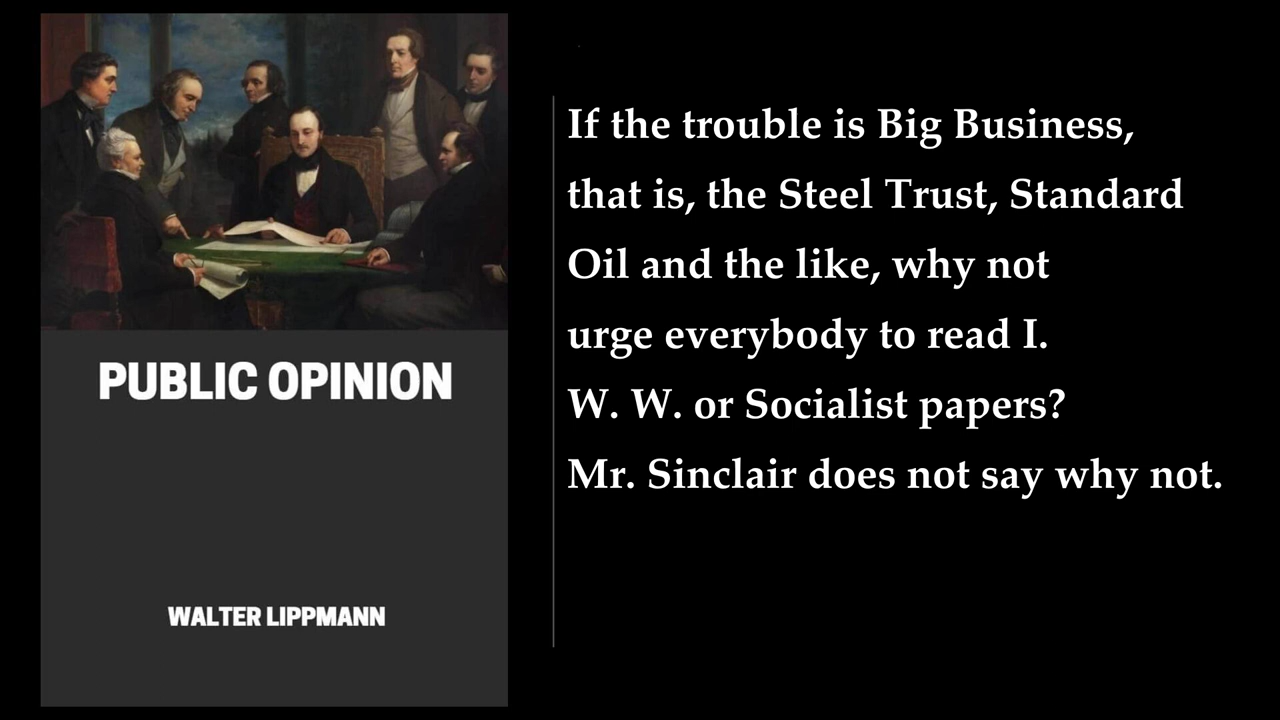 PUBLIC OPINION
WALTER LIPPMANN
If the trouble is Big Business,
that is, the Steel Trust, Standard
Oil and the like, why not
urge everybody to read I.
W. W. or Socialist papers?
Mr. Sinclair does not say why not.